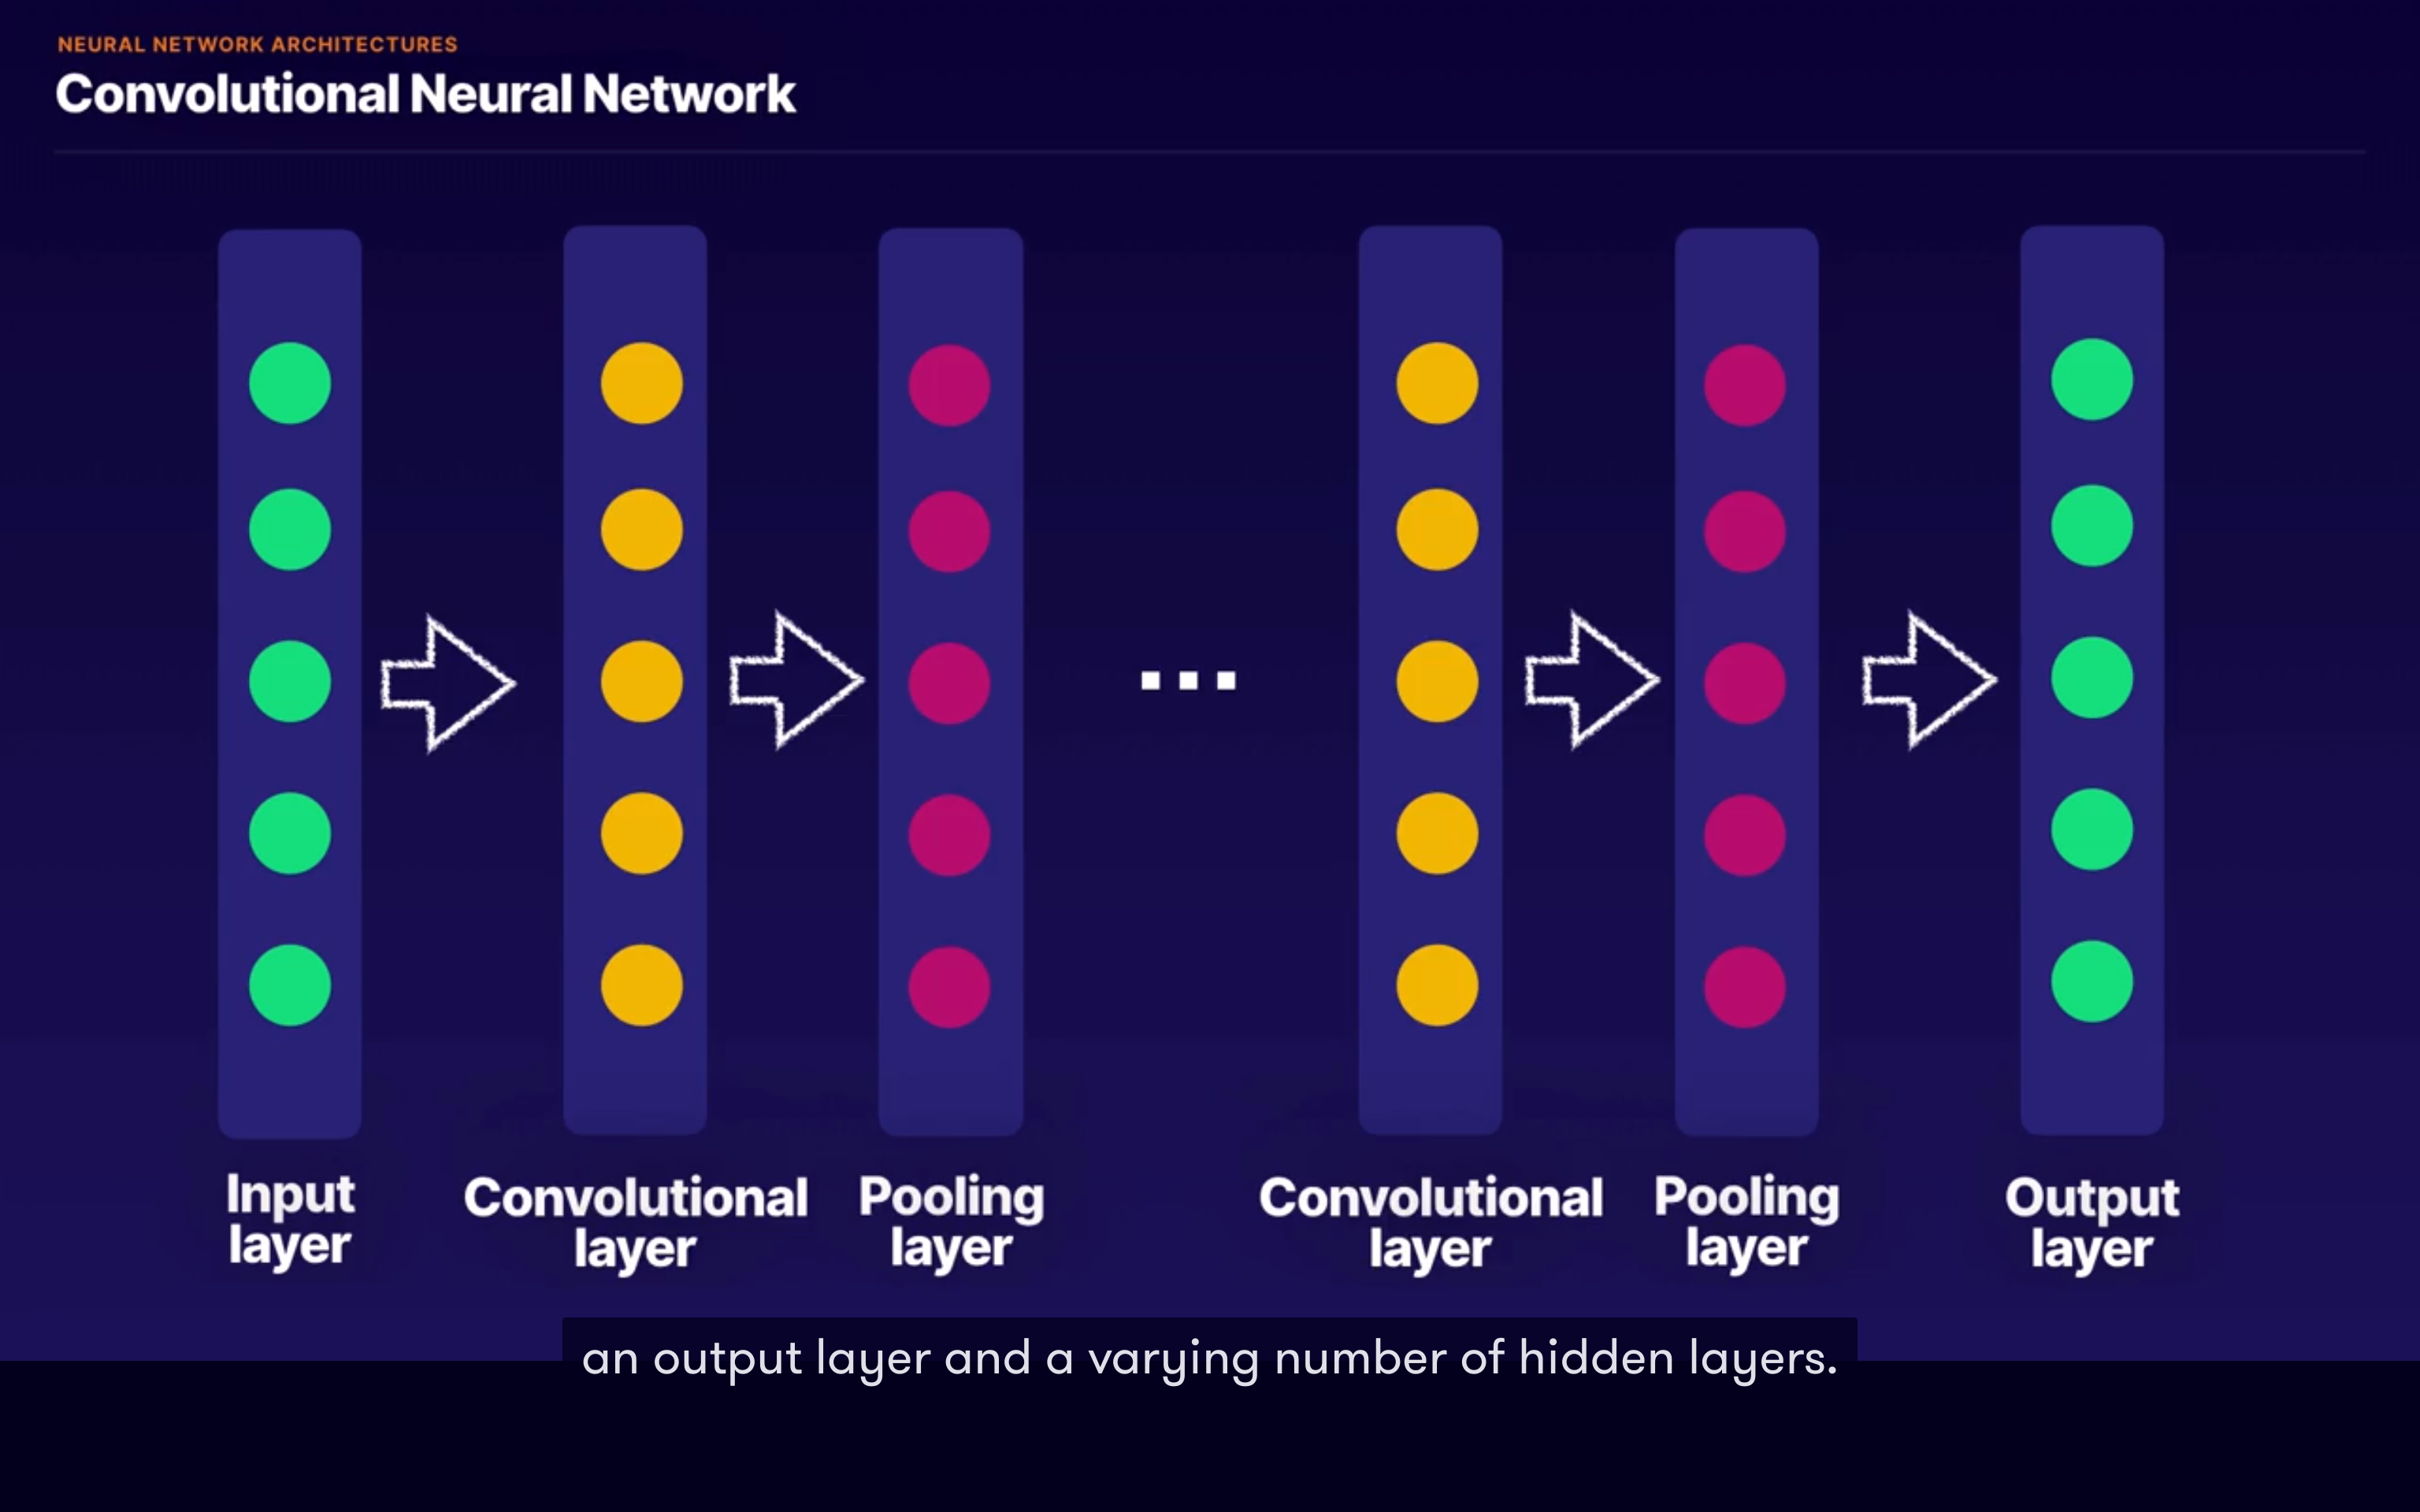 NEURAL NETWORK ARCHITECTURES
Convolutional Neural Network
Input
layer
Convolutional
layer
Pooling
layer
...
Convolutional
layer
Pooling
layer
Output
layer
an output layer and a varying number of hidden layers.